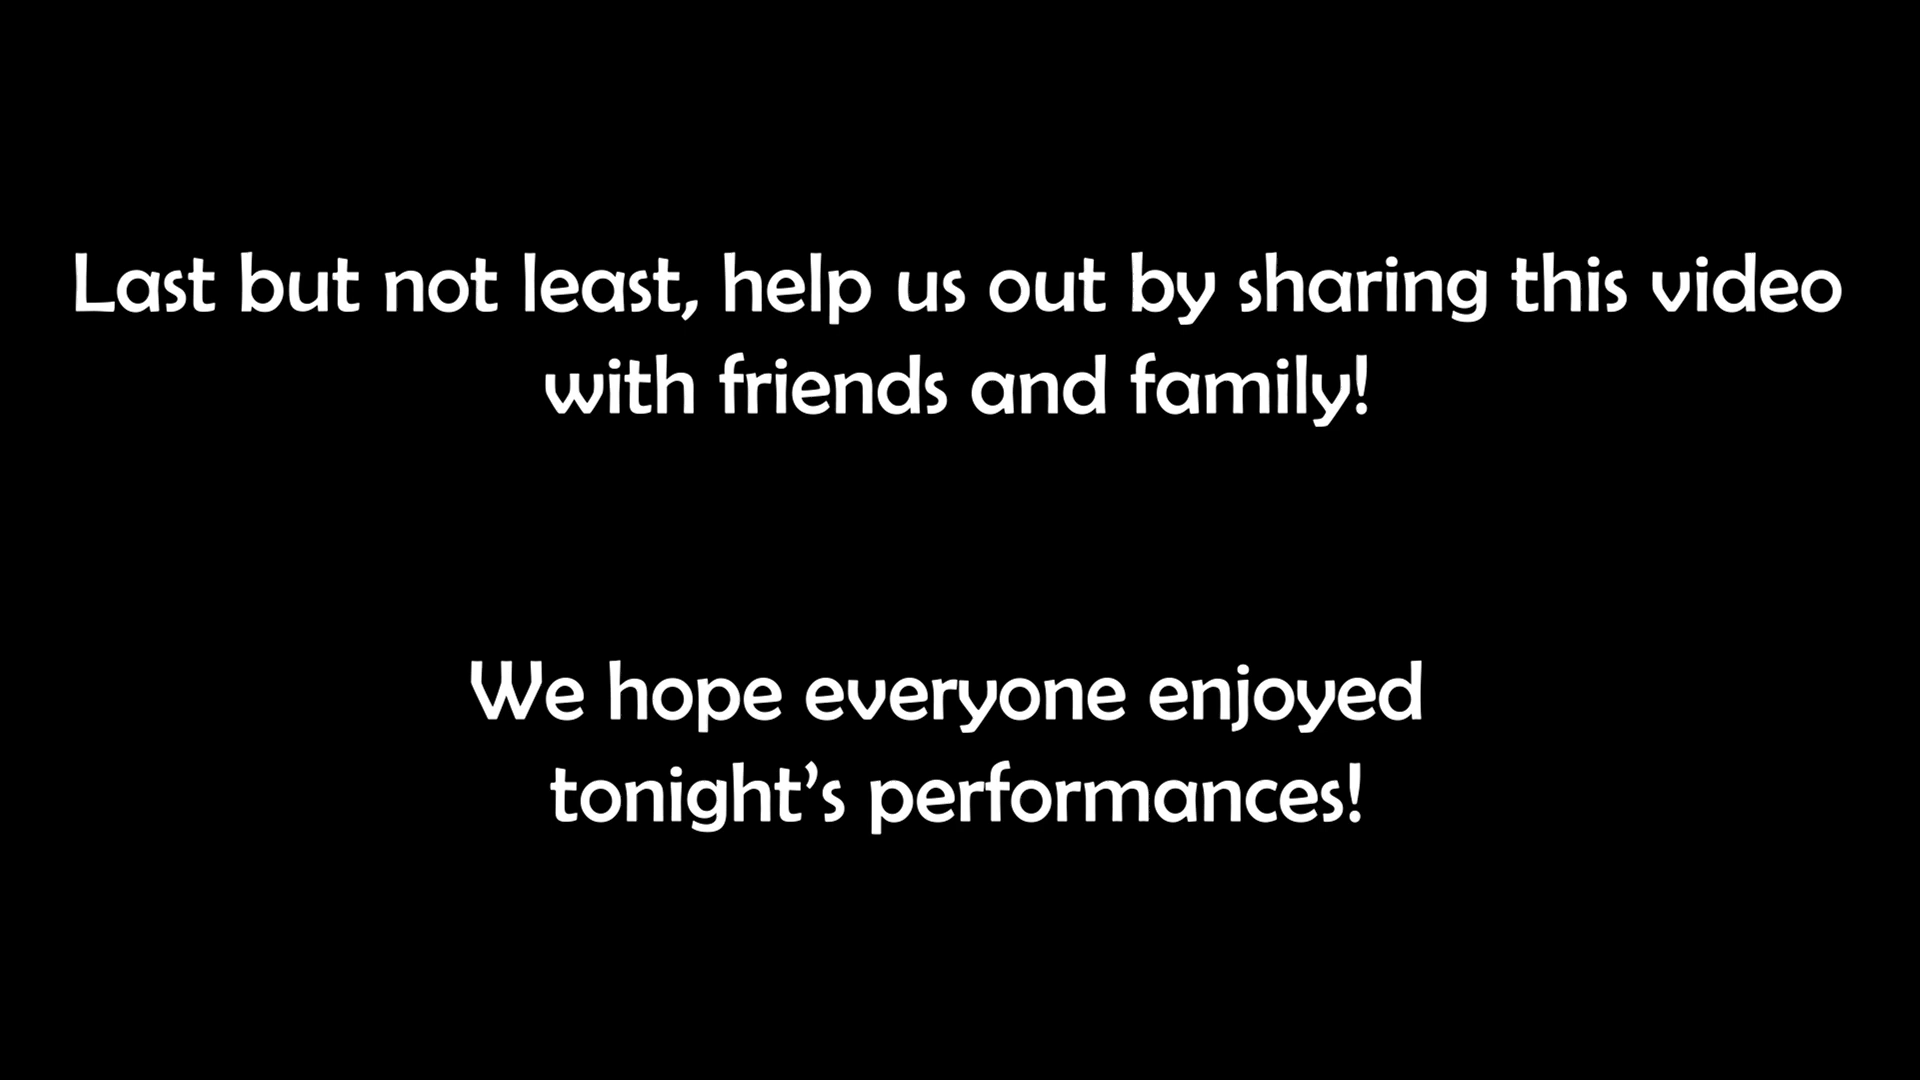 Last but not least, help us out by sharing this video
with friends and family!
We hope everyone enjoyed
tonight’s performances!